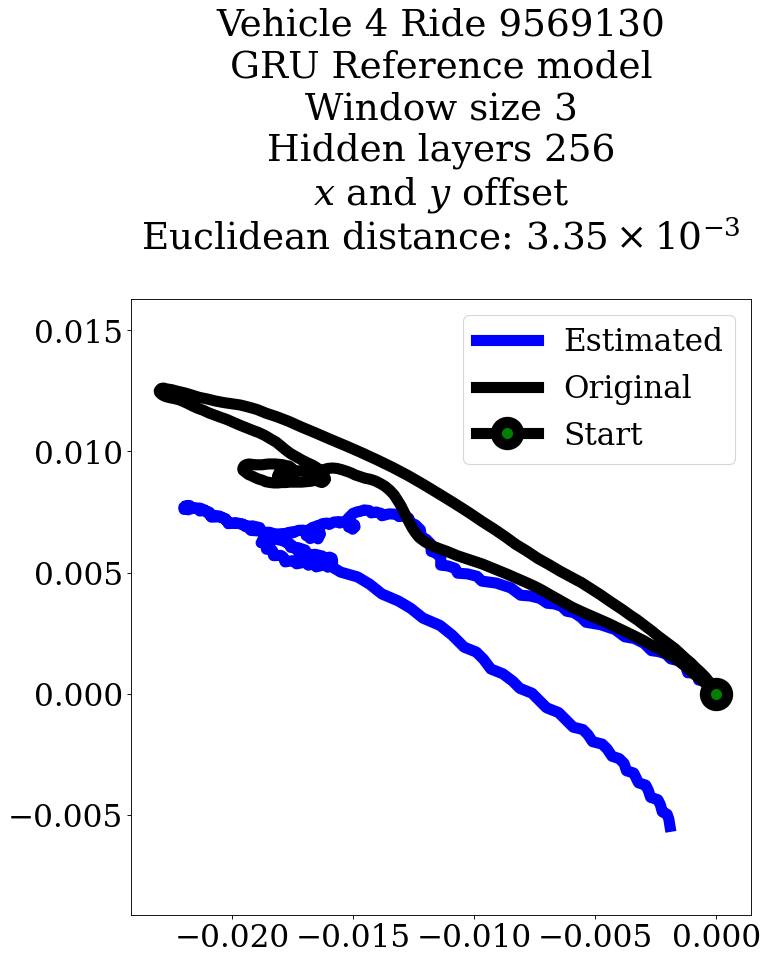 Vehicle 4 Ride 9569130
GRU Reference model
Window size 3
Hidden layers 256
x and y offset
Euclidean distance: 3.35 × 10⁻³
Estimated
Original
Start
0.015
0.010
0.005
0.000
−0.005
−0.020 −0.015 −0.010 −0.005 0.000